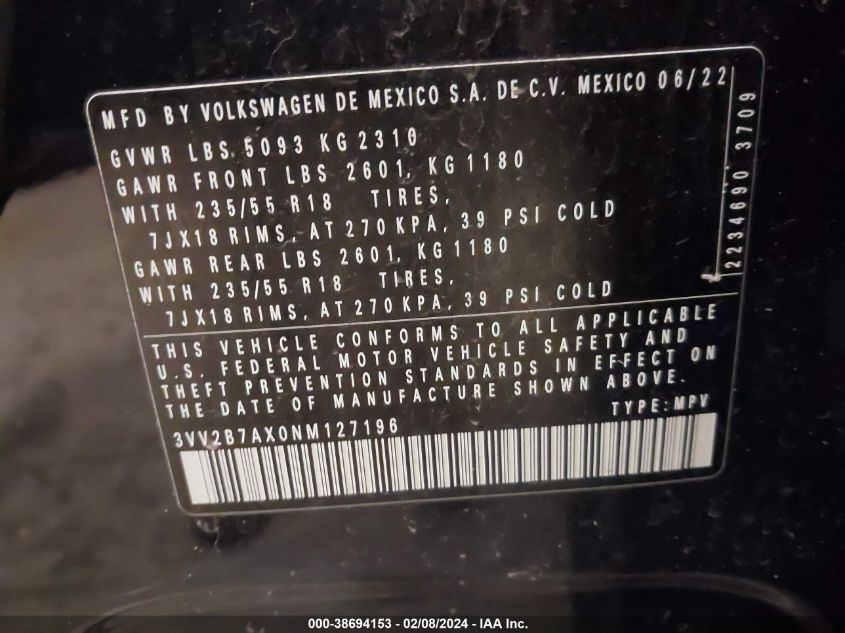 MFD BY VOLKSWAGEN DE MEXICO S.A. DE C.V. MEXICO 06/22
GVWR LBS. 5093 KG 2310
GAWR FRONT LBS 2601, KG 1180
WITH 235/55 R18 TIRES,
7JX18 RIMS, AT 270 KPA, 39 PSI COLD
GAWR REAR LBS 2601, KG 1180
WITH 235/55 R18 TIRES,
7JX18 RIMS, AT 270 KPA, 39 PSI COLD
THIS VEHICLE CONFORMS TO ALL APPLICABLE
U.S. FEDERAL MOTOR VEHICLE SAFETY AND
THEFT PREVENTION STANDARDS IN EFFECT ON
THE DATE OF MANUFACTURE SHOWN ABOVE.
TYPE: MPV
3VV2B7AX0NM127196
2234690 3709
000-38694153 - 02/08/2024 - IAA Inc.